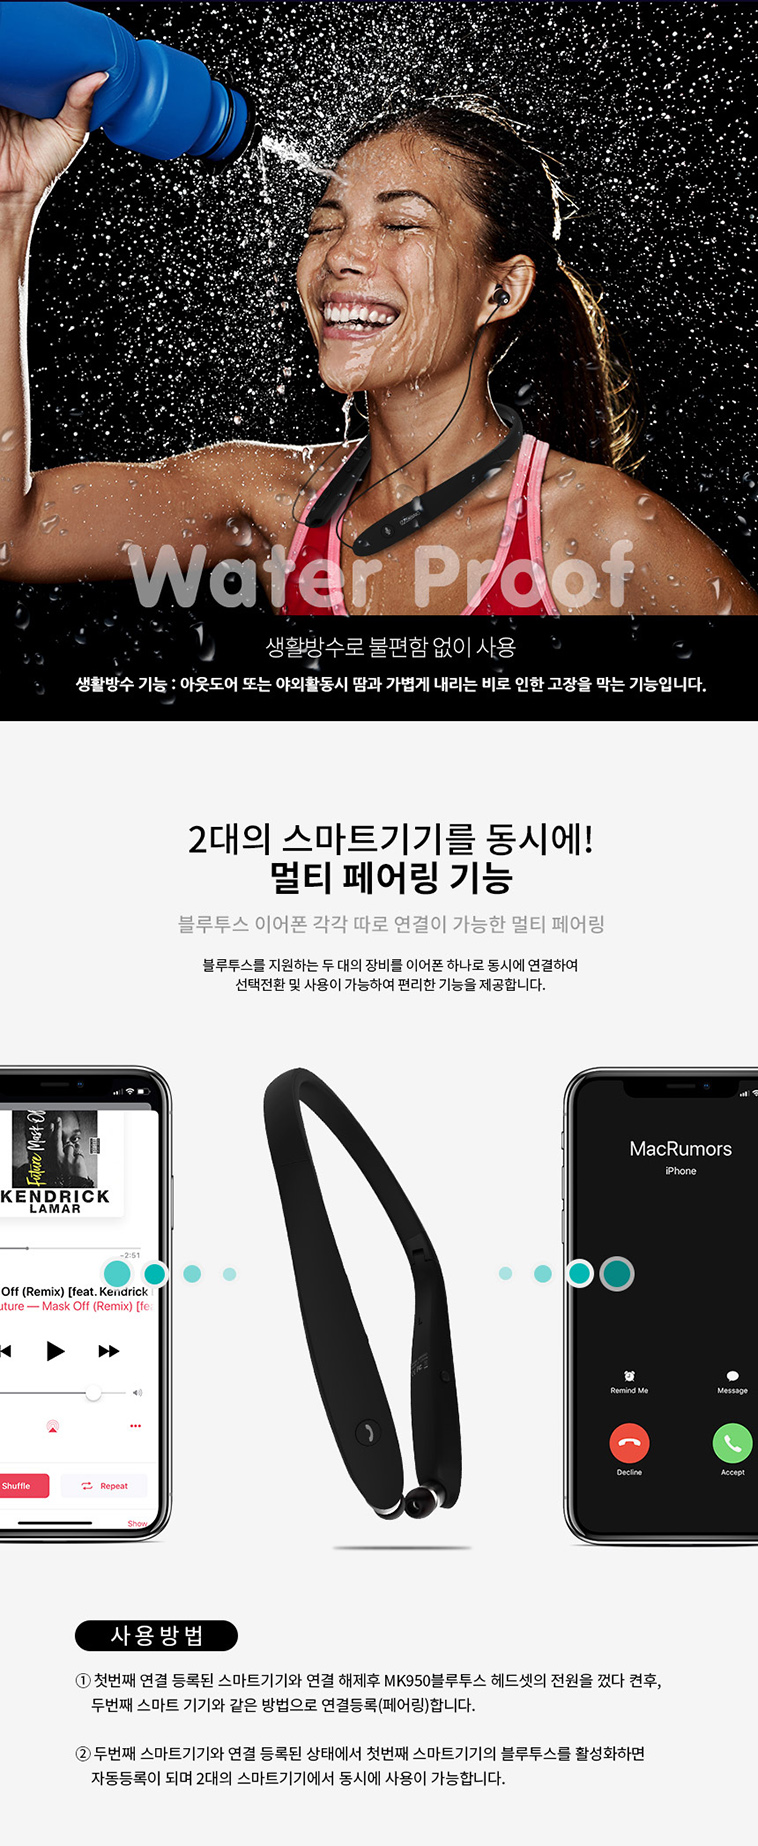 Water Proof
생활방수로 불편함 없이 사용
생활방수 기능 : 아웃도어 또는 야외활동시 땀과 가볍게 내리는 비로 인한 고장을 막는 기능입니다.
2대의 스마트기기를 동시에!
멀티 페어링 기능
블루투스 이어폰 각각 따로 연결이 가능한 멀티 페어링
블루투스를 지원하는 두 대의 장비를 이어폰 하나로 동시에 연결하여
선택전환 및 사용이 가능하여 편리한 기능을 제공합니다.
Future Mask Off
KENDRICK
LAMAR
-2:51
Off (Remix) [feat. Kendrick
uture — Mask Off (Remix) [fea
Shuffle
Repeat
Show
MacRumors
iPhone
Remind Me
Message
Decline
Accept
사용방법
① 첫번째 연결 등록된 스마트기기와 연결 해제후 MK950블루투스 헤드셋의 전원을 껐다 켠후,
두번째 스마트 기기와 같은 방법으로 연결등록(페어링)합니다.
② 두번째 스마트기기와 연결 등록된 상태에서 첫번째 스마트기기의 블루투스를 활성화하면
자동등록이 되며 2대의 스마트기기에서 동시에 사용이 가능합니다.